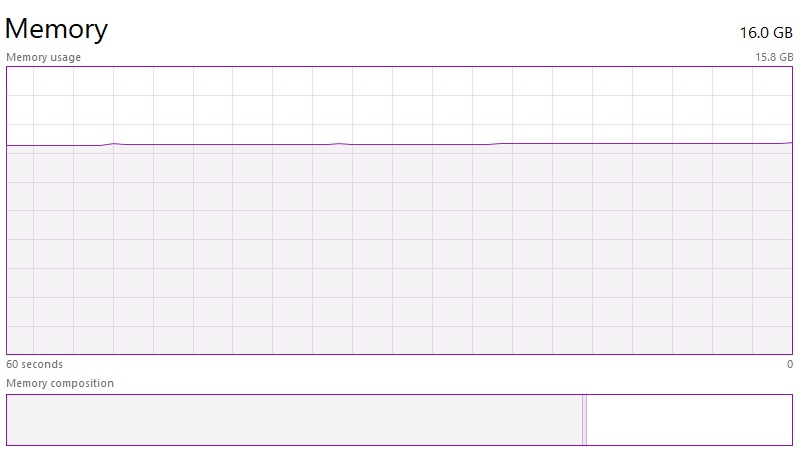 Memory
16.0 GB
Memory usage
15.8 GB
60 seconds
0
Memory composition